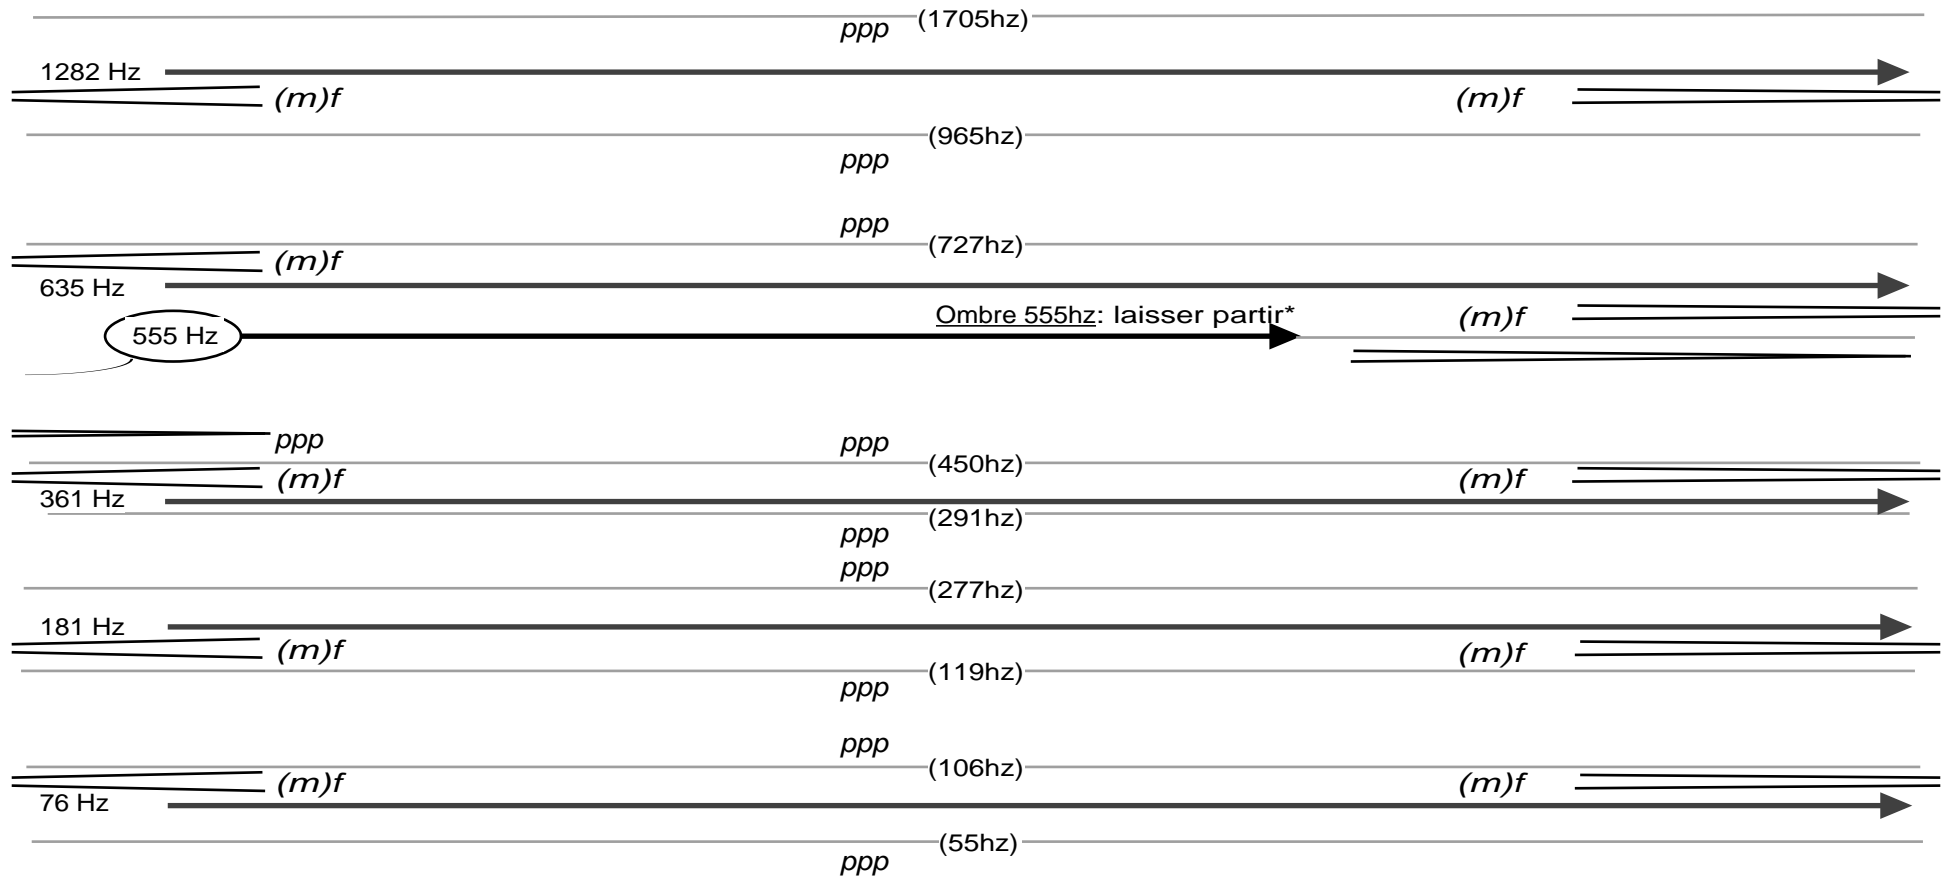 (1705hz)
ppp
1282 Hz
(m)f (m)f
(965hz)
ppp
ppp
(727hz)
(m)f
635 Hz
Ombre 555hz: laisser partir* (m)f
555 Hz
ppp ppp
(450hz)
(m)f (m)f
361 Hz
(291hz)
ppp
ppp
(277hz)
181 Hz
(m)f (m)f
(119hz)
ppp
ppp
(106hz)
(m)f (m)f
76 Hz
(55hz)
ppp